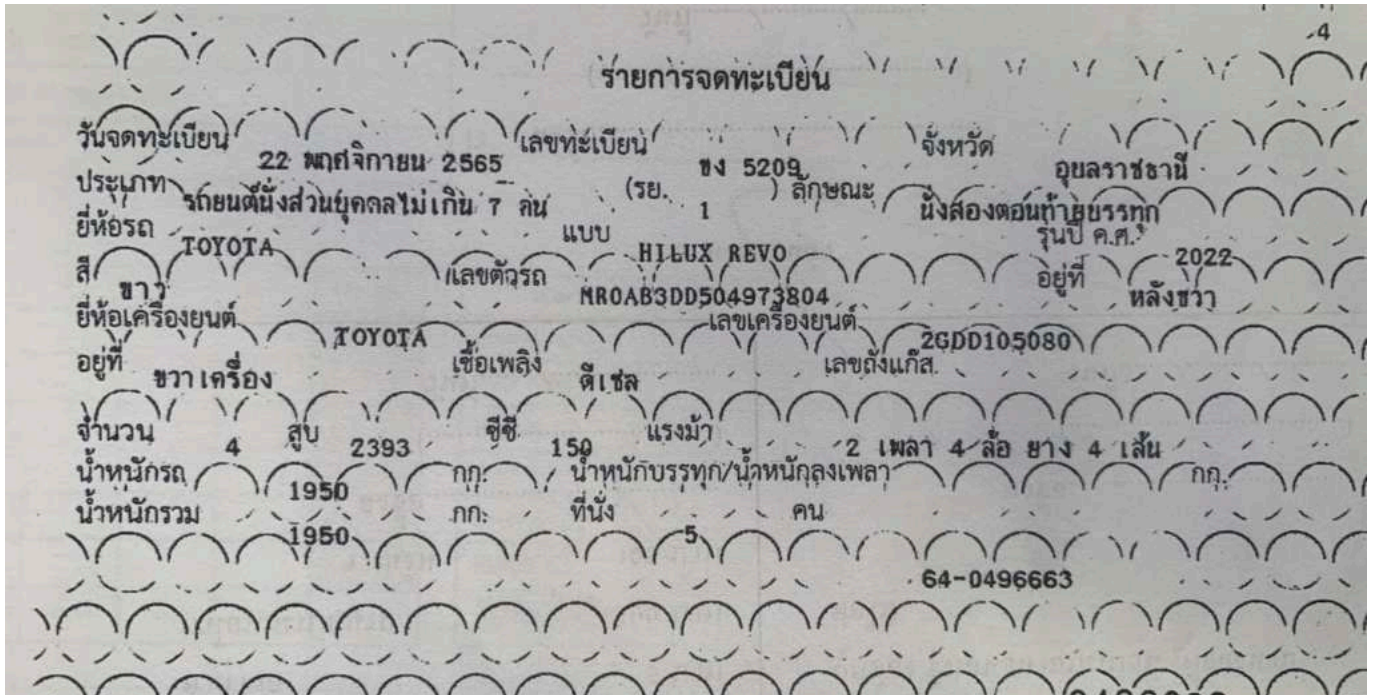 4
รายการจดทะเบียน
วันจดทะเบียน 22 พฤศจิกายน 2565 เลขทะเบียน ขง 5209 จังหวัด อุบลราชธานี
ประเภท รถยนต์นั่งส่วนบุคคลไม่เกิน 7 คน (รย. 1 ) ลักษณะ นั่งสองตอนท้ายบรรทุก
ยี่ห้อรถ TOYOTA แบบ HILUX REVO รุ่นปี ค.ศ. 2022
สี ขาว เลขตัวรถ MR0AB3DD504973804 อยู่ที่ หลังขวา
ยี่ห้อเครื่องยนต์ TOYOTA เลขเครื่องยนต์ 2GDD105080
อยู่ที่ ขวาเครื่อง เชื้อเพลิง ดีเซล เลขถังแก๊ส
จำนวน 4 สูบ 2393 ซีซี 150 แรงม้า 2 เพลา 4 ล้อ ยาง 4 เส้น
น้ำหนักรถ 1950 กก. น้ำหนักบรรทุก/น้ำหนักลงเพลา กก.
น้ำหนักรวม 1950 กก. ที่นั่ง 5 คน
64-0496663